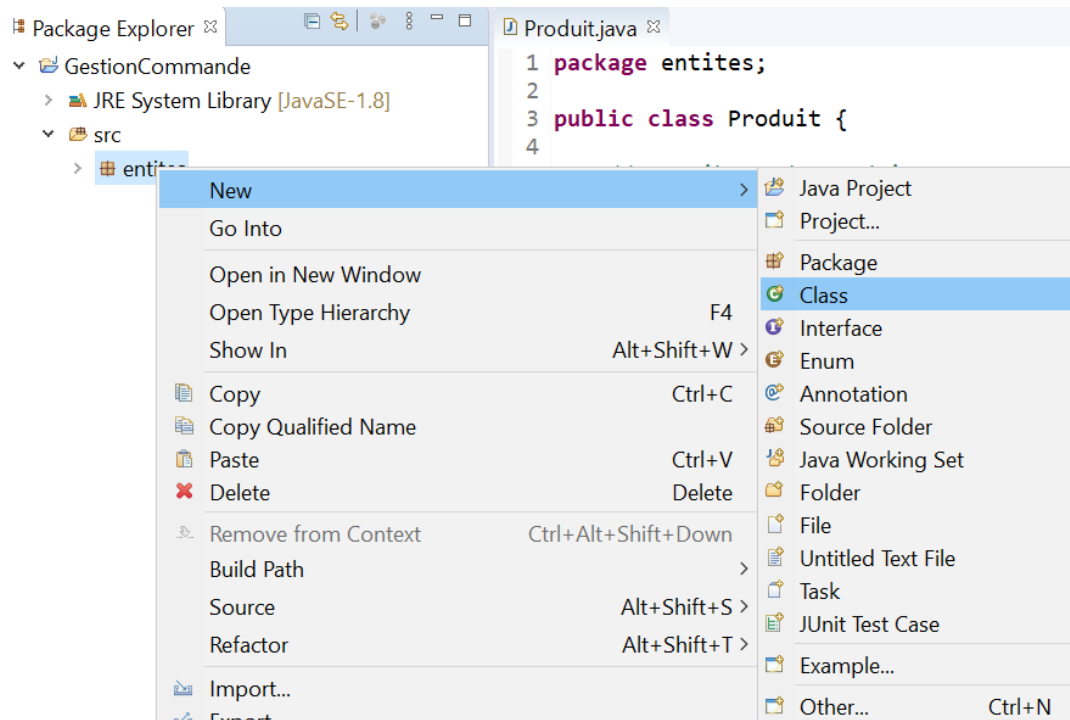 Package Explorer
Produit.java
GestionCommande
JRE System Library [JavaSE-1.8]
src
1 package entites;
2
3 public class Produit {
4
New
Go Into
Open in New Window
Open Type Hierarchy F4
Show In Alt+Shift+W >
Copy Ctrl+C
Copy Qualified Name
Paste Ctrl+V
Delete Delete
Remove from Context Ctrl+Alt+Shift+Down
Build Path >
Source Alt+Shift+S >
Refactor Alt+Shift+T >
Import...
Java Project
Project...
Package
Class
Interface
Enum
Annotation
Source Folder
Java Working Set
Folder
File
Untitled Text File
Task
JUnit Test Case
Example...
Other... Ctrl+N